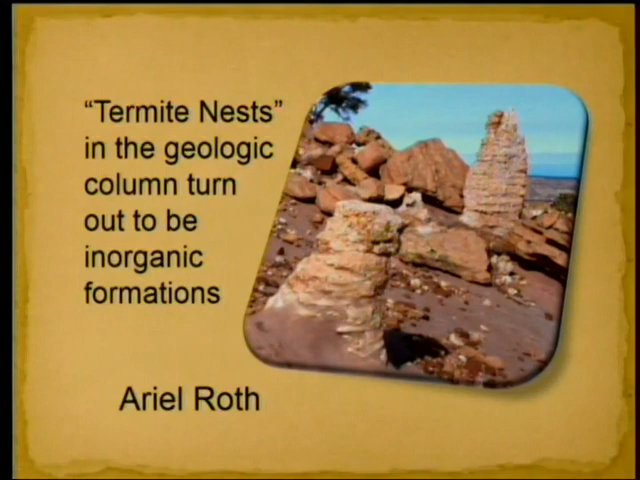 “Termite Nests”
in the geologic
column turn
out to be
inorganic
formations
Ariel Roth